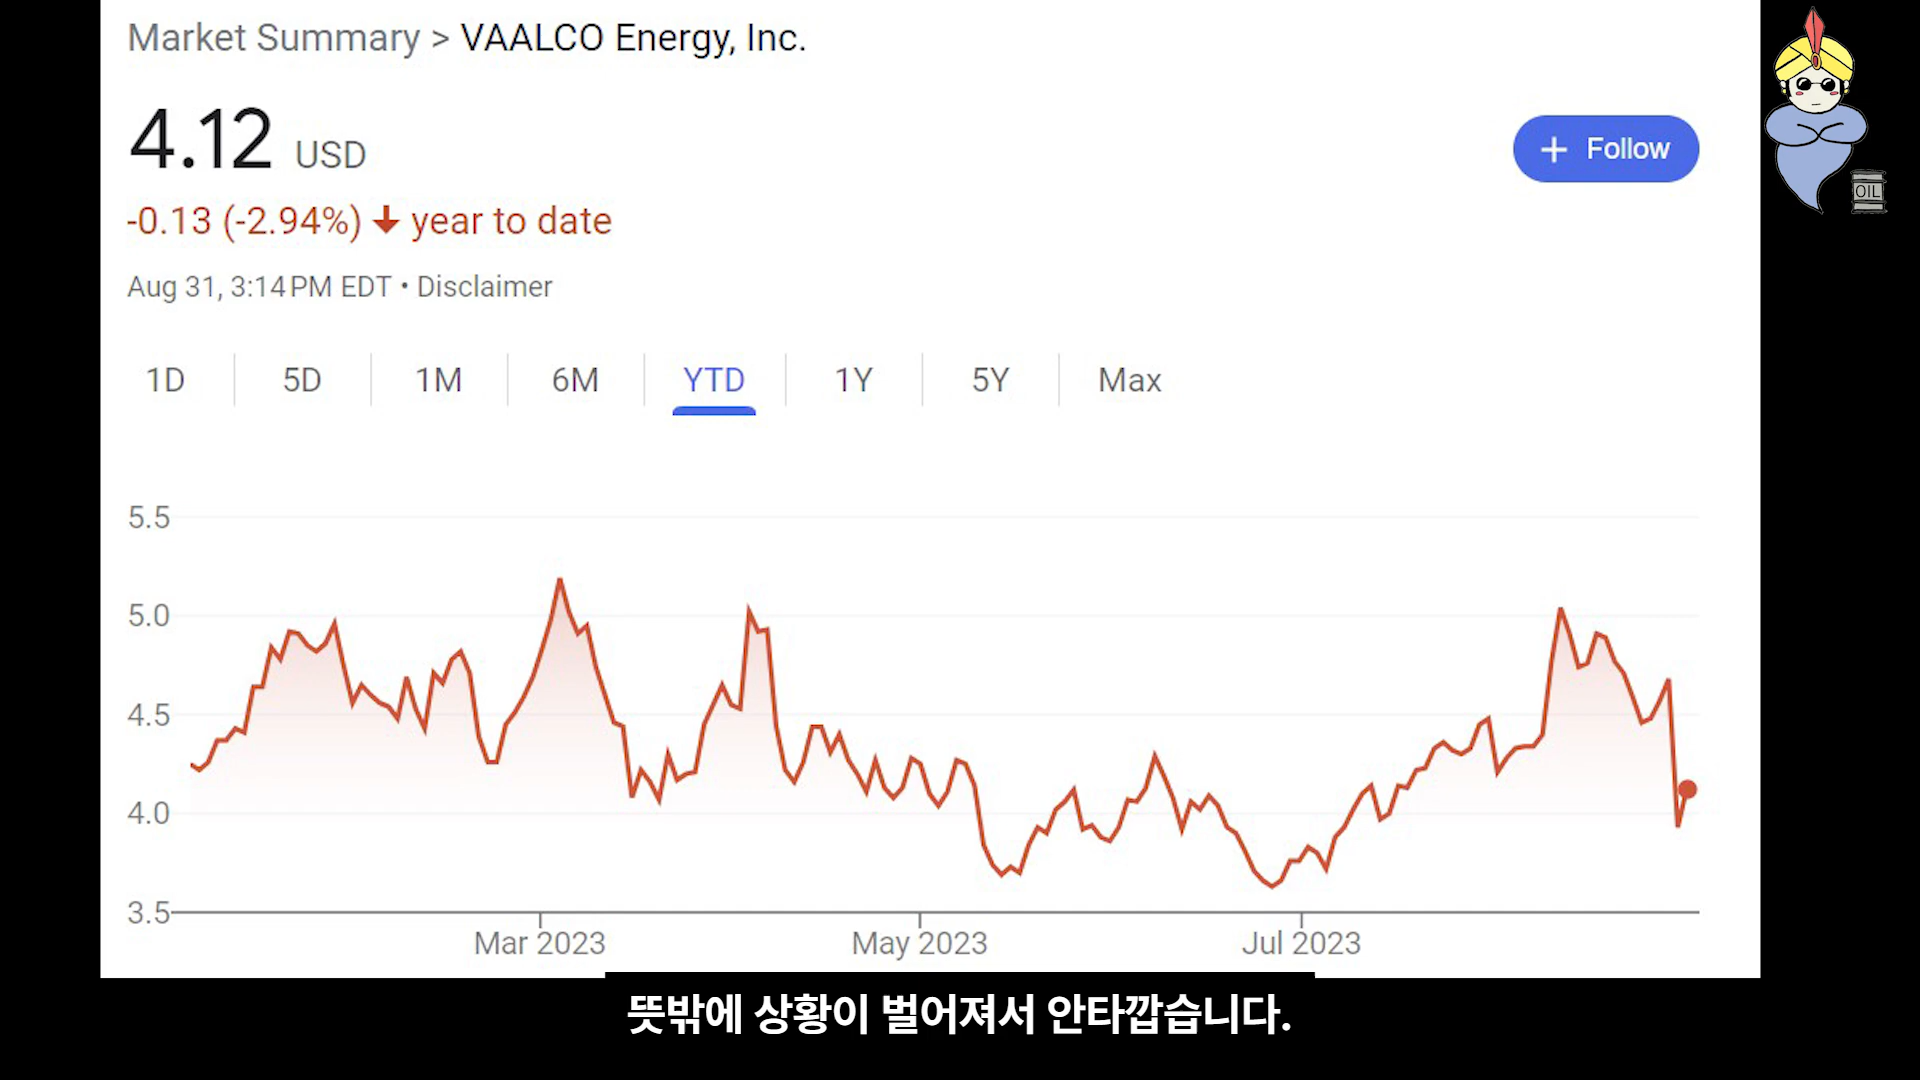 Market Summary > VAALCO Energy, Inc.
4.12 USD
+ Follow
OIL
-0.13 (-2.94%) ↓ year to date
Aug 31, 3:14 PM EDT • Disclaimer
1D 5D 1M 6M YTD 1Y 5Y Max
5.5
5.0
4.5
4.0
3.5
Mar 2023 May 2023 Jul 2023
뜻밖에 상황이 벌어져서 안타깝습니다.